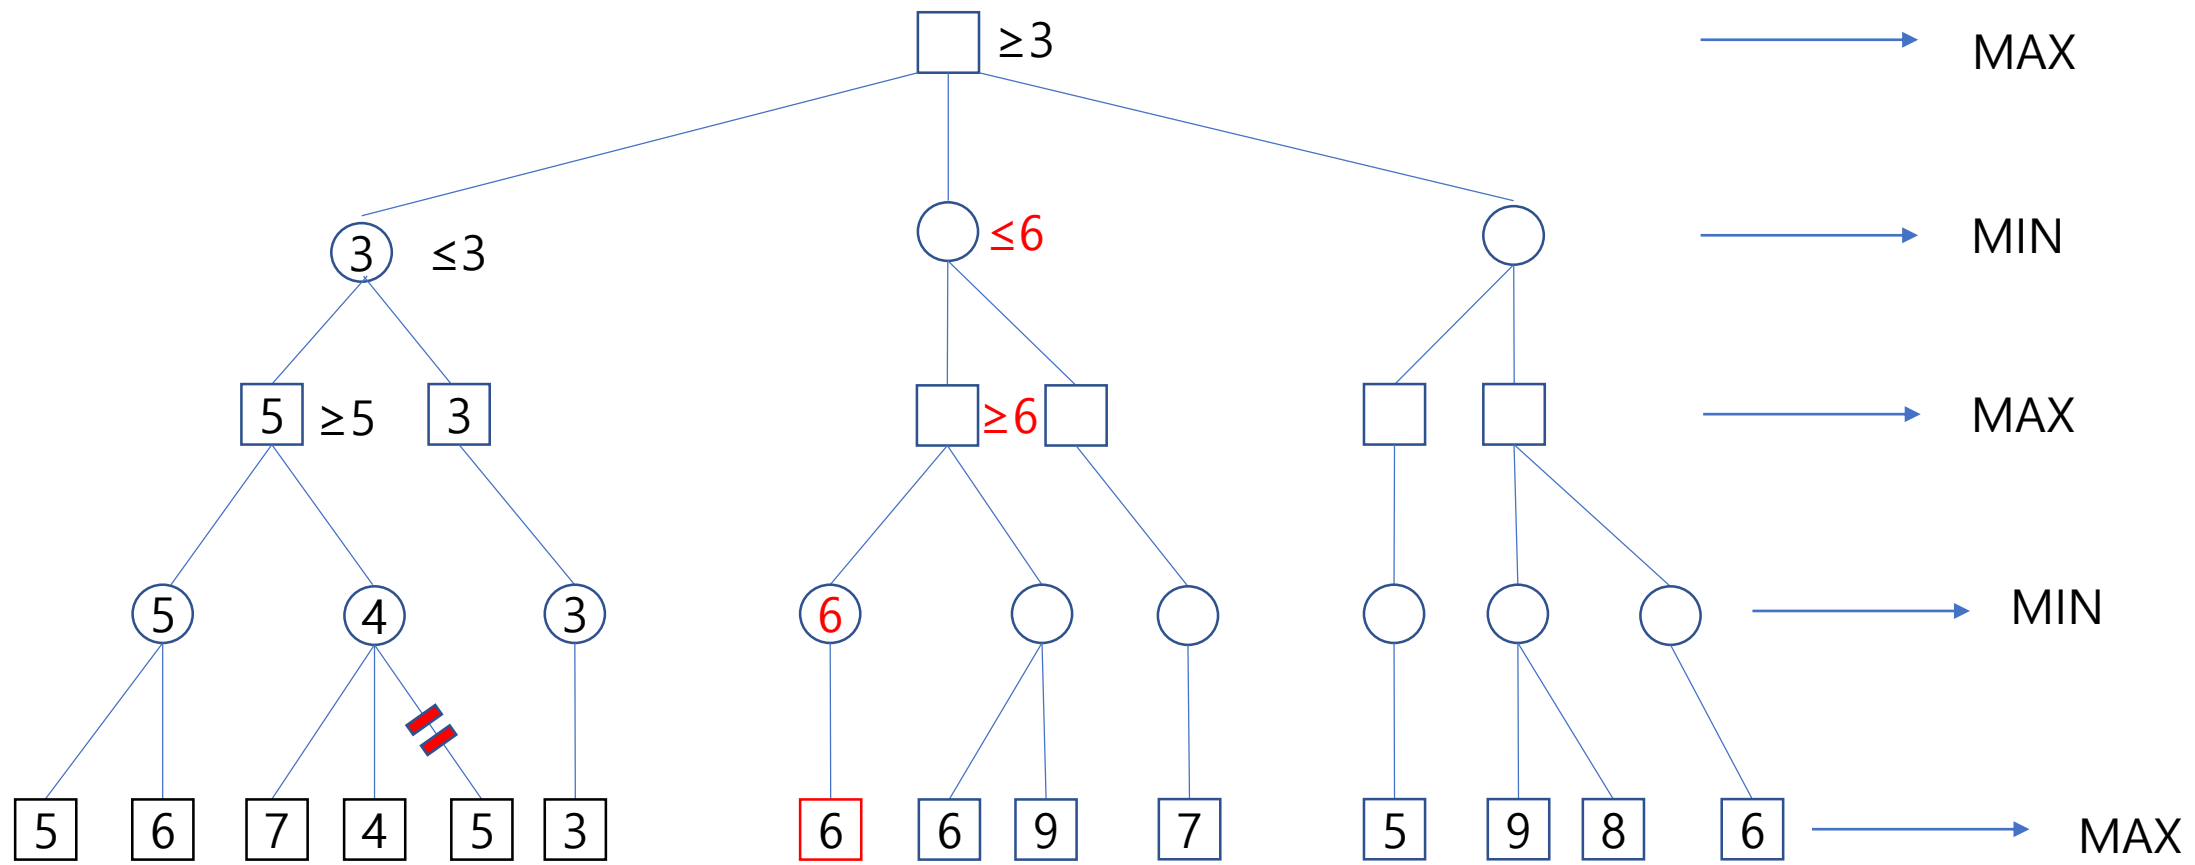 ≥3 MAX
3 ≤3 ≤6 MIN
5 ≥5 3 ≥6 MAX
5 4 3 6 MIN
5 6 7 4 5 3 6 6 9 7 5 9 8 6 MAX